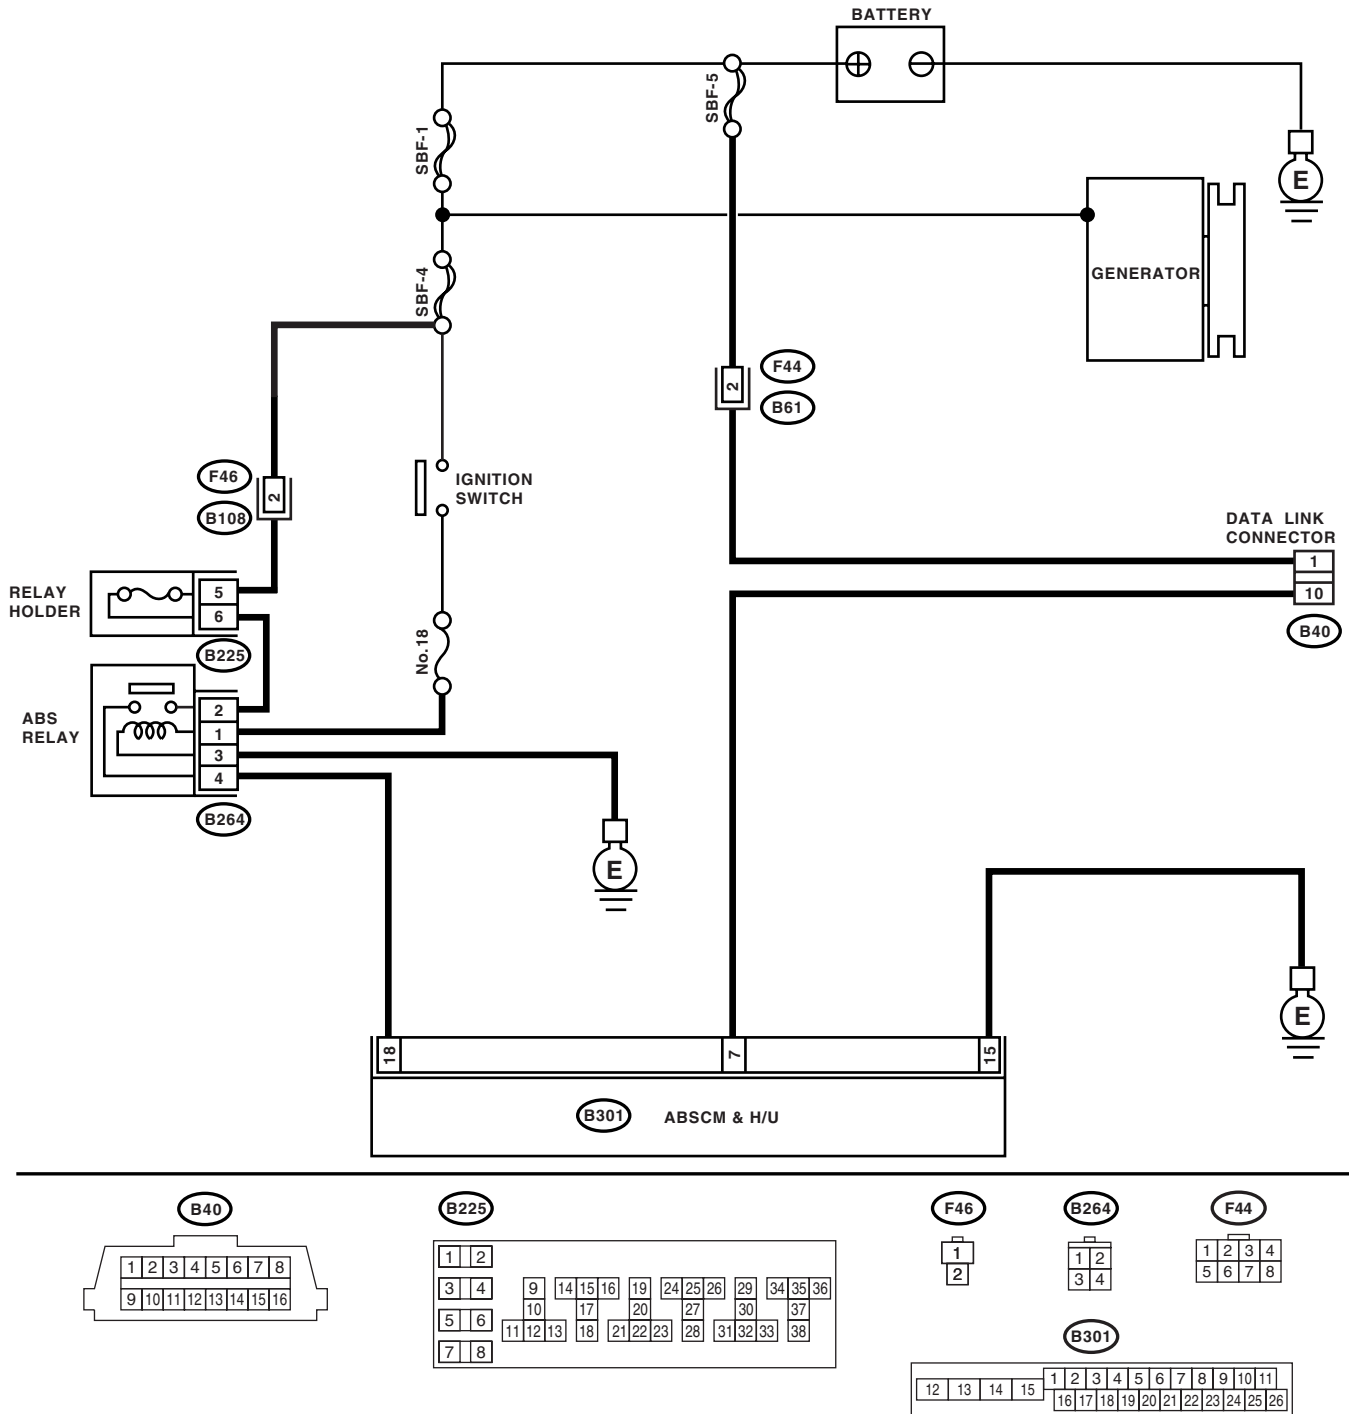 BATTERY
SBF-5
SBF-1
E
GENERATOR
SBF-4
F44
2
B61
F46
2
B108
IGNITION
SWITCH
DATA LINK
CONNECTOR
1
10
B40
RELAY
HOLDER
5
6
B225
No.18
ABS
RELAY
2
1
3
4
B264
E
E
18
7
15
B301 ABSCM & H/U
B40
1 2 3 4 5 6 7 8
9 10 11 12 13 14 15 16
B225
1 2
3 4 9 14 15 16 19 24 25 26 29 34 35 36
10 17 20 27 30 37
5 6 11 12 13 18 21 22 23 28 31 32 33 38
7 8
F46
1
2
B264
1 2
3 4
F44
1 2 3 4
5 6 7 8
B301
1 2 3 4 5 6 7 8 9 10 11
12 13 14 15
16 17 18 19 20 21 22 23 24 25 26